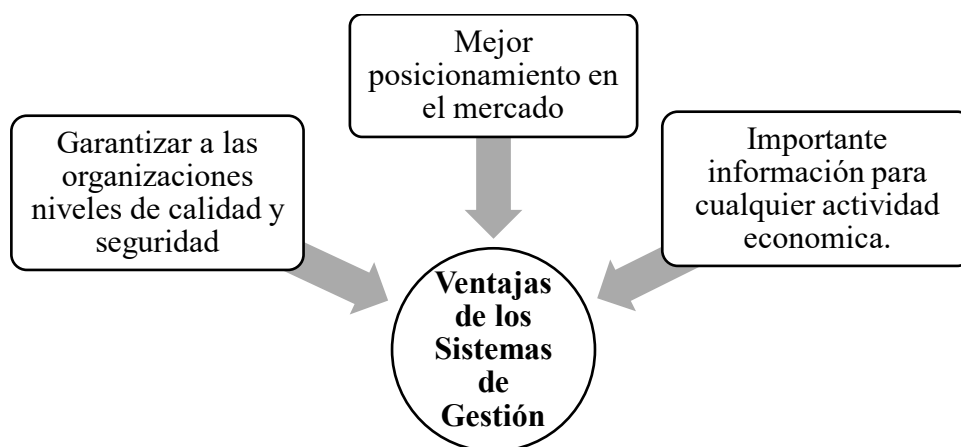 Mejor
posicionamiento en
el mercado
Garantizar a las
organizaciones
niveles de calidad y
seguridad
Importante
información para
cualquier actividad
economica.
Ventajas
de los
Sistemas
de
Gestión